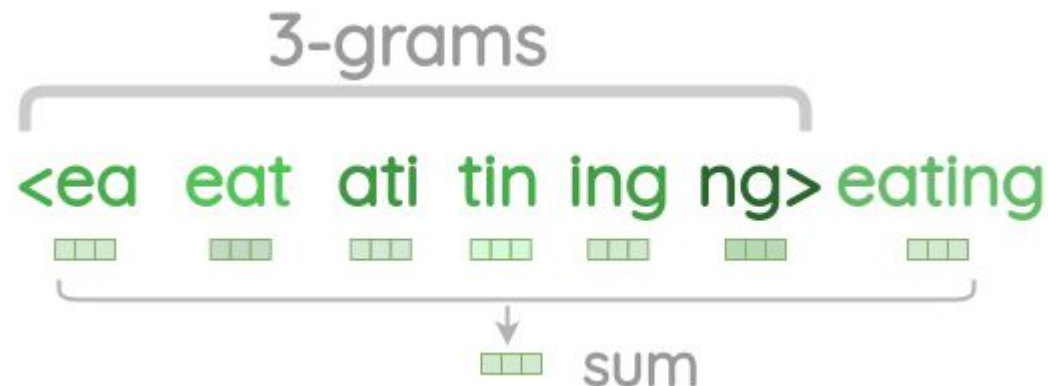 3-grams
<ea eat ati tin ing ng> eating
sum